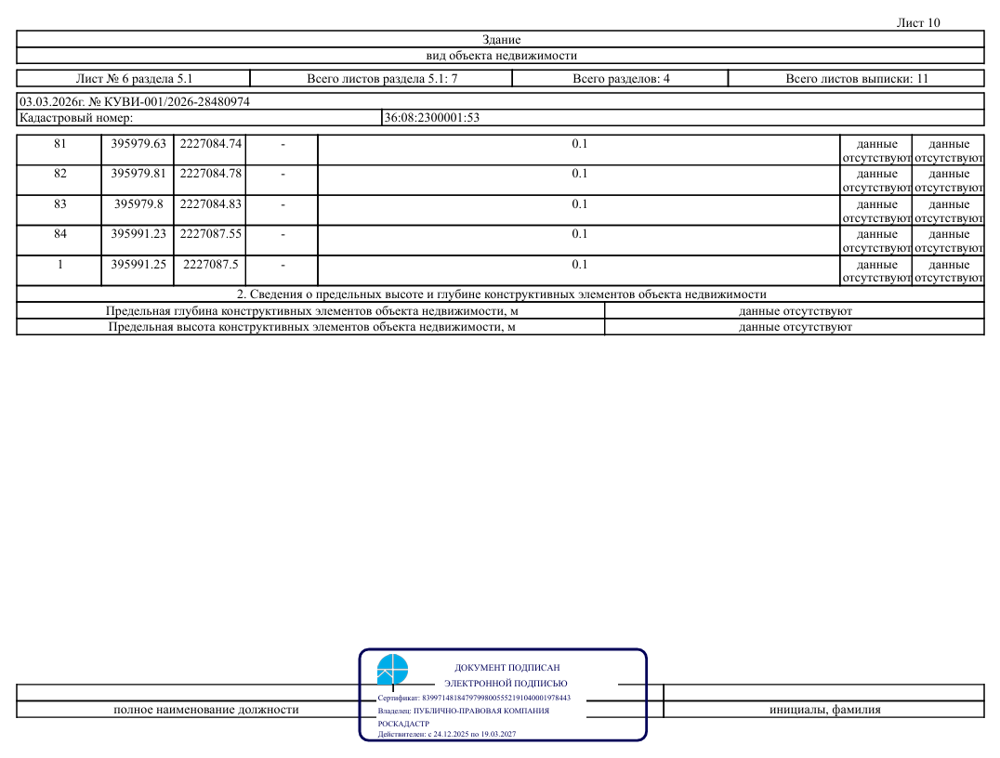 Лист 10
Здание
вид объекта недвижимости
Лист № 6 раздела 5.1 Всего листов раздела 5.1: 7 Всего разделов: 4 Всего листов выписки: 11
03.03.2026г. № КУВИ-001/2026-28480974
Кадастровый номер: 36:08:2300001:53
81 395979.63 2227084.74 - 0.1 данные отсутствуют данные отсутствуют
82 395979.81 2227084.78 - 0.1 данные отсутствуют данные отсутствуют
83 395979.8 2227084.83 - 0.1 данные отсутствуют данные отсутствуют
84 395991.23 2227087.55 - 0.1 данные отсутствуют данные отсутствуют
1 395991.25 2227087.5 - 0.1 данные отсутствуют данные отсутствуют
2. Сведения о предельных высоте и глубине конструктивных элементов объекта недвижимости
Предельная глубина конструктивных элементов объекта недвижимости, м данные отсутствуют
Предельная высота конструктивных элементов объекта недвижимости, м данные отсутствуют
ДОКУМЕНТ ПОДПИСАН
ЭЛЕКТРОННОЙ ПОДПИСЬЮ
Сертификат: 83997148184797998005552191040001978443
Владелец: ПУБЛИЧНО-ПРАВОВАЯ КОМПАНИЯ
РОСКАДАСТР
Действителен: с 24.12.2025 по 19.03.2027
полное наименование должности инициалы, фамилия